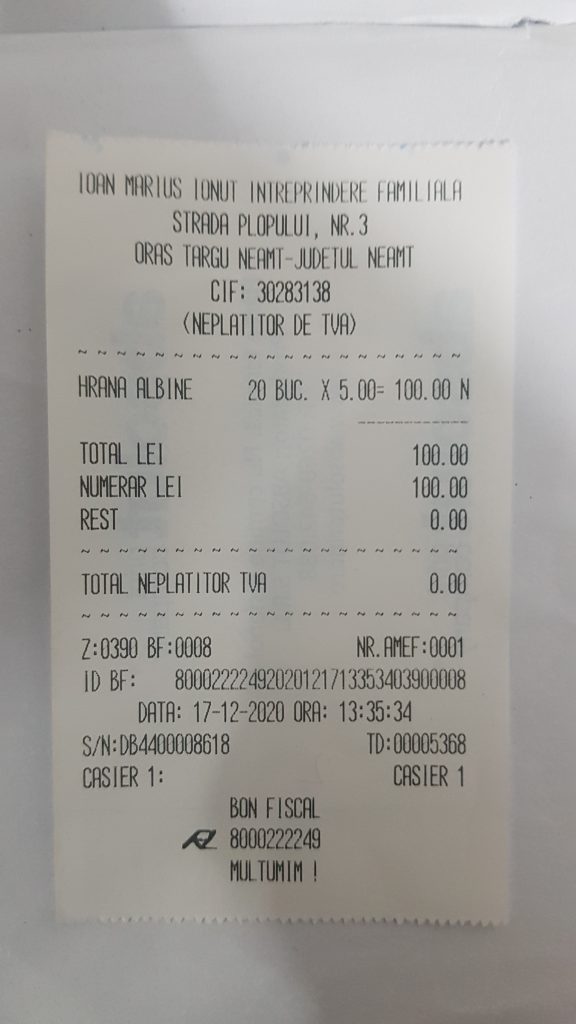 IOAN MARIUS IONUT INTREPRINDERE FAMILIALA
STRADA PLOPULUI, NR.3
ORAS TARGU NEAMT-JUDETUL NEAMT
CIF: 30283138
(NEPLATITOR DE TVA)
~ ~ ~ ~ ~ ~ ~ ~ ~ ~ ~ ~ ~ ~ ~ ~ ~ ~ ~ ~
HRANA ALBINE 20 BUC. X 5.00= 100.00 N
TOTAL LEI 100.00
NUMERAR LEI 100.00
REST 0.00
~ ~ ~ ~ ~ ~ ~ ~ ~ ~ ~ ~ ~ ~ ~ ~ ~ ~ ~ ~
TOTAL NEPLATITOR TVA 0.00
~ ~ ~ ~ ~ ~ ~ ~ ~ ~ ~ ~ ~ ~ ~ ~ ~ ~ ~ ~
Z:0390 BF:0008 NR.AMEF:0001
ID BF: 80002222492020121713353403900008
DATA: 17-12-2020 ORA: 13:35:34
S/N:DB4400008618 TD:00005368
CASIER 1: CASIER 1
BON FISCAL
8000222249
MULTUMIM !